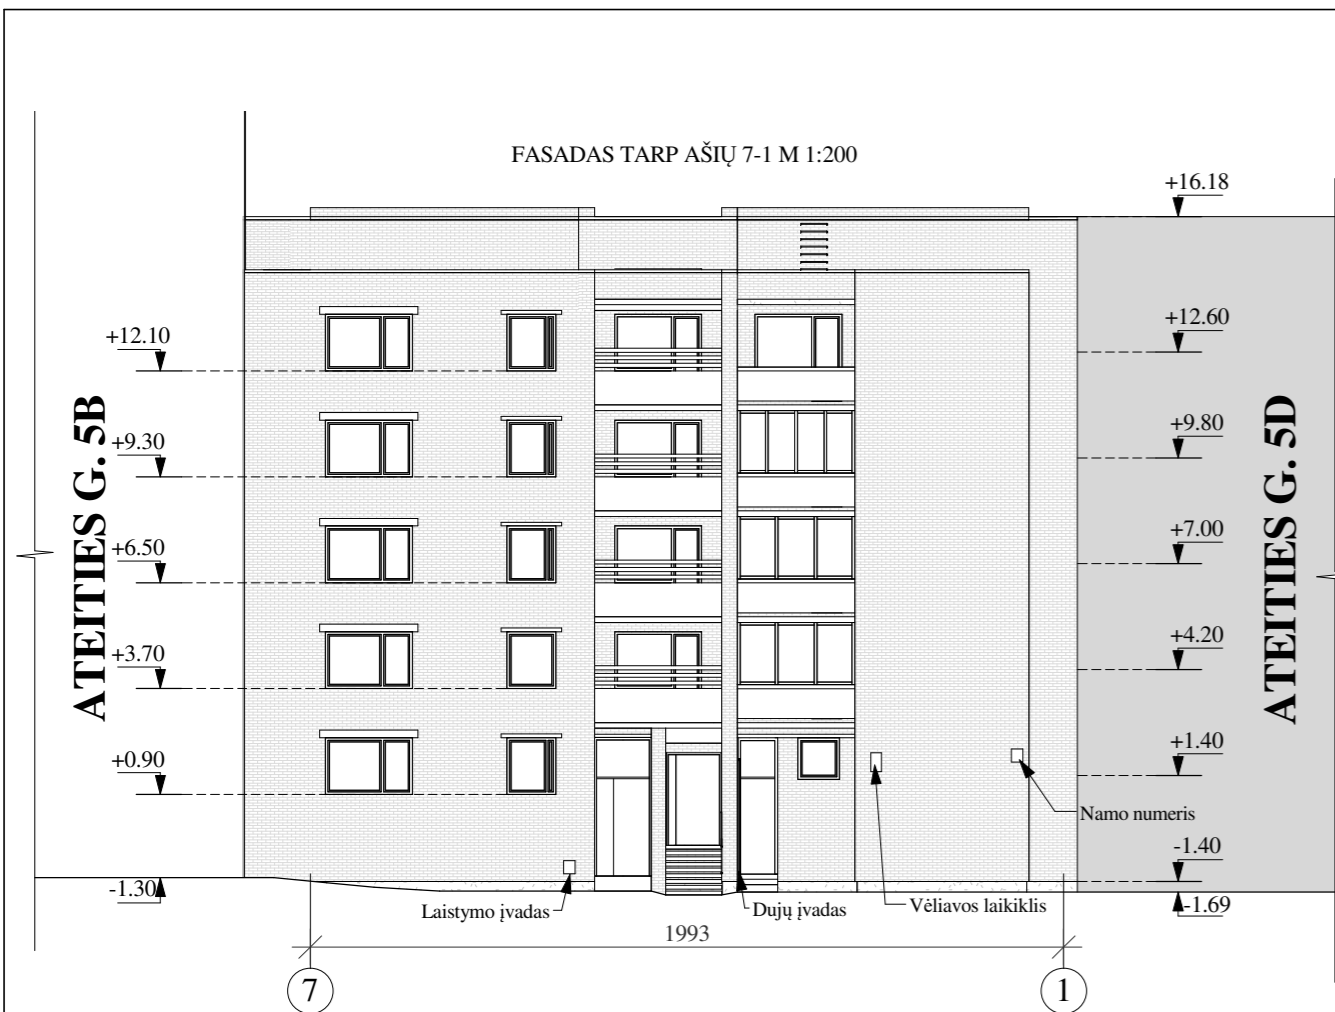 FASADAS TARP AŠIŲ 7-1 M 1:200
+16.18
+12.10
+12.60
ATEITIES G. 5B
+9.30
+9.80
ATEITIES G. 5D
+6.50
+7.00
+3.70
+4.20
+0.90
+1.40
Namo numeris
-1.40
-1.30
Laistymo įvadas
Dujų įvadas
Vėliavos laikiklis
-1.69
1993
7
1